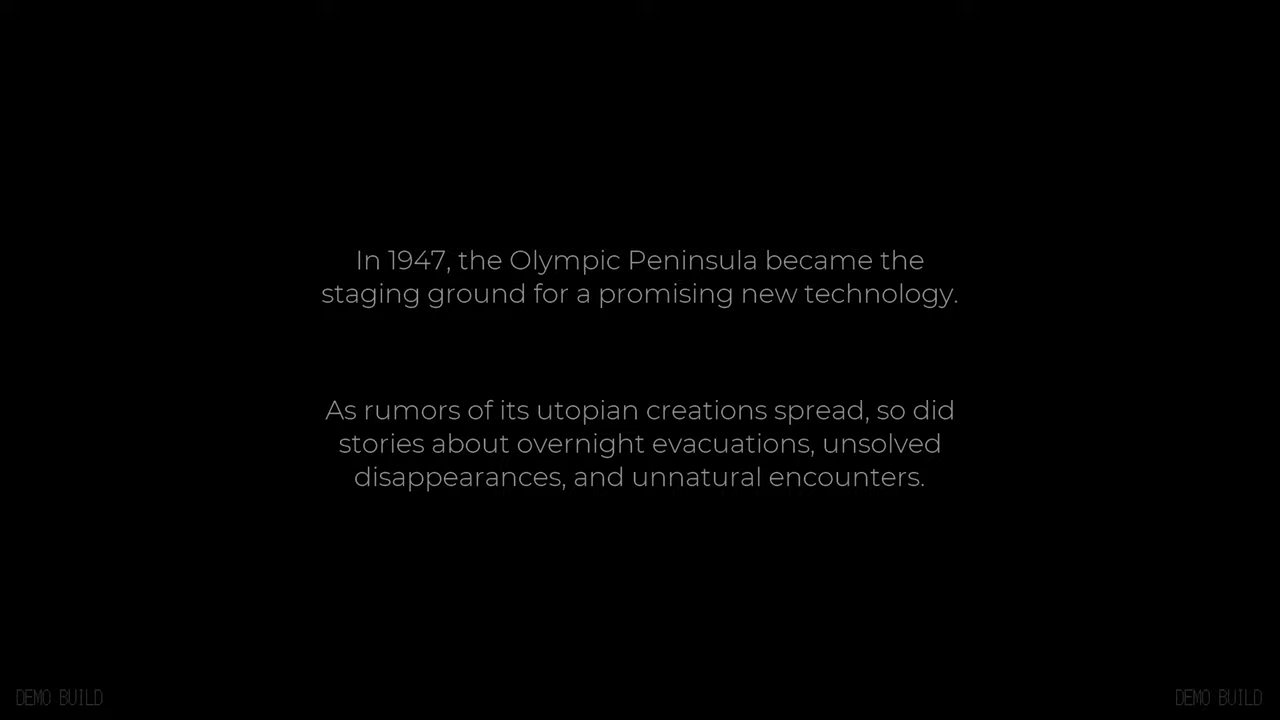 In 1947, the Olympic Peninsula became the
staging ground for a promising new technology.
As rumors of its utopian creations spread, so did
stories about overnight evacuations, unsolved
disappearances, and unnatural encounters.
DEMO BUILD
DEMO BUILD